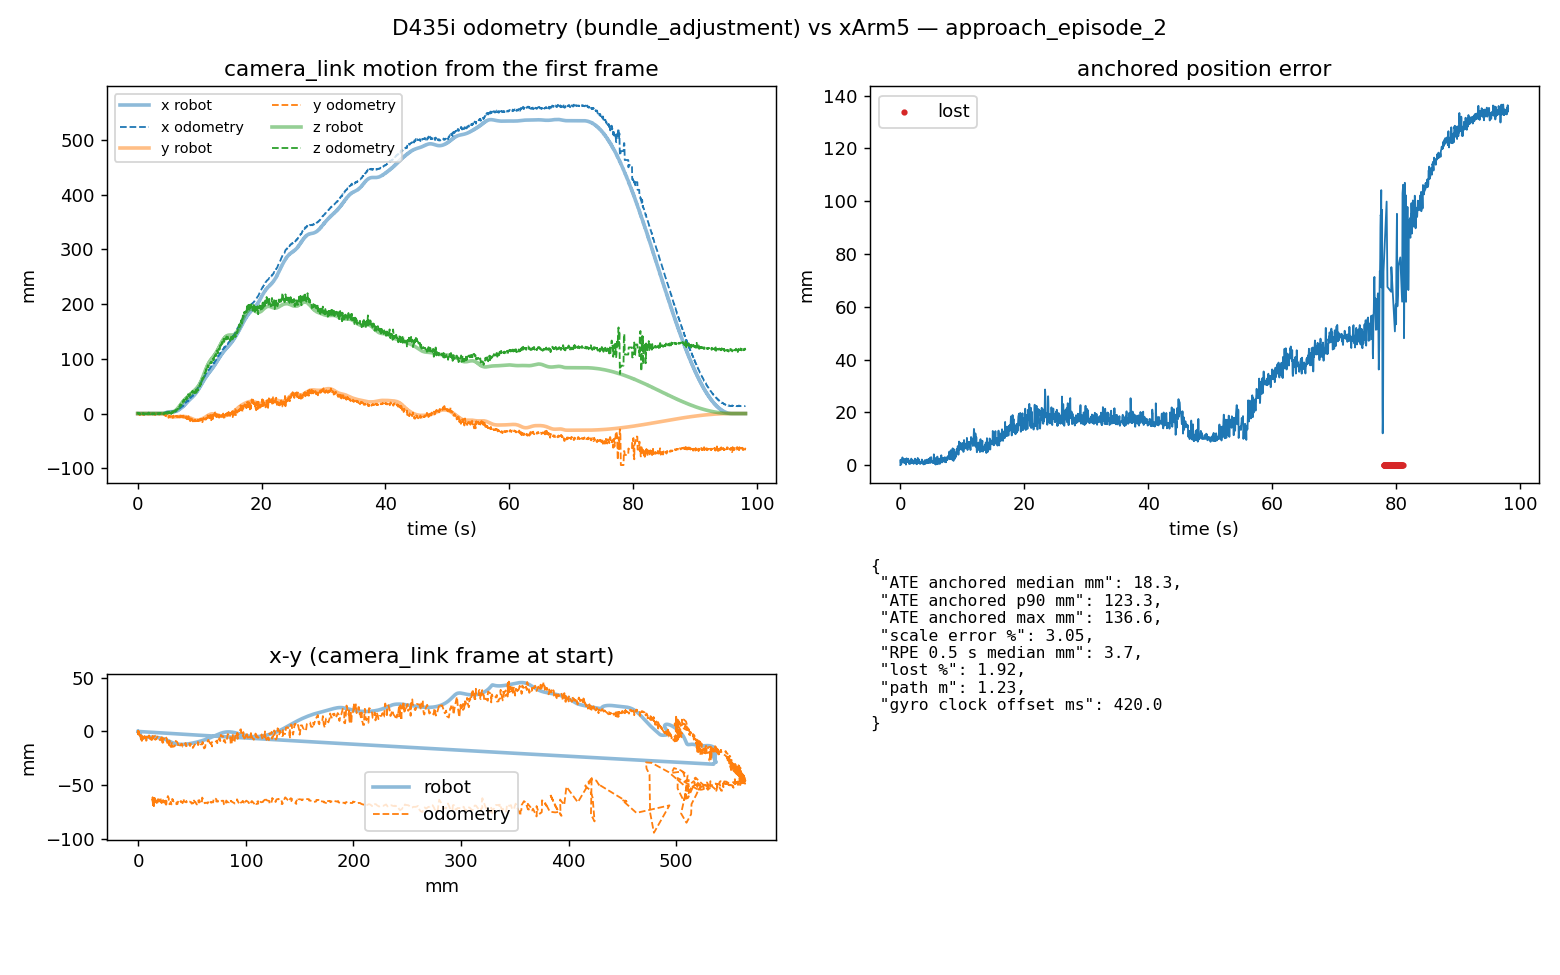 D435i odometry (bundle_adjustment) vs xArm5 — approach_episode_2
camera_link motion from the first frame
x robot
x odometry
y robot
y odometry
z robot
z odometry
mm
500
400
300
200
100
0
−100
0 20 40 60 80 100
time (s)
anchored position error
lost
mm
140
120
100
80
60
40
20
0
0 20 40 60 80 100
time (s)
x-y (camera_link frame at start)
mm
50
0
−50
−100
robot
odometry
0 100 200 300 400 500
mm
{
"ATE anchored median mm": 18.3,
"ATE anchored p90 mm": 123.3,
"ATE anchored max mm": 136.6,
"scale error %": 3.05,
"RPE 0.5 s median mm": 3.7,
"lost %": 1.92,
"path m": 1.23,
"gyro clock offset ms": 420.0
}